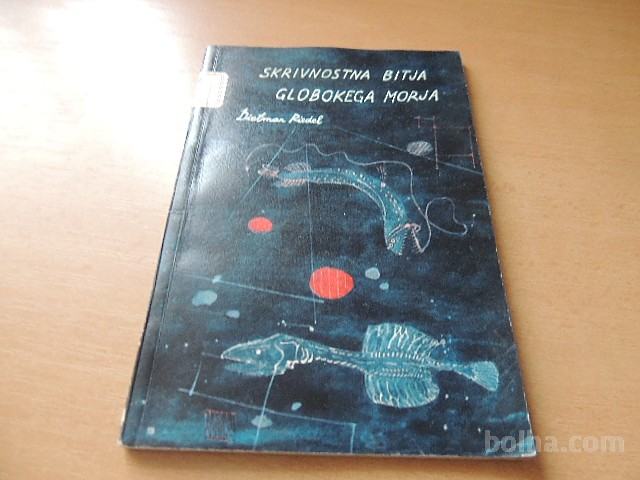 SKRIVNOSTNA BITJA
GLOBOKEGA MORJA
Dietmar Riedel
bolha.com